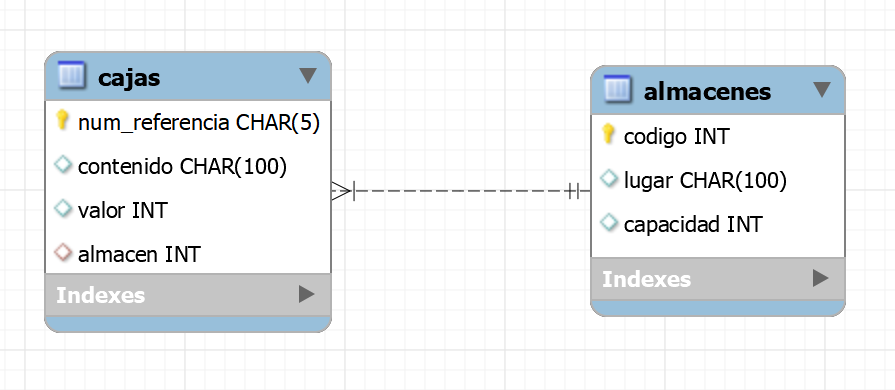 cajas
num_referencia CHAR(5)
contenido CHAR(100)
valor INT
almacen INT
Indexes
almacenes
codigo INT
lugar CHAR(100)
capacidad INT
Indexes